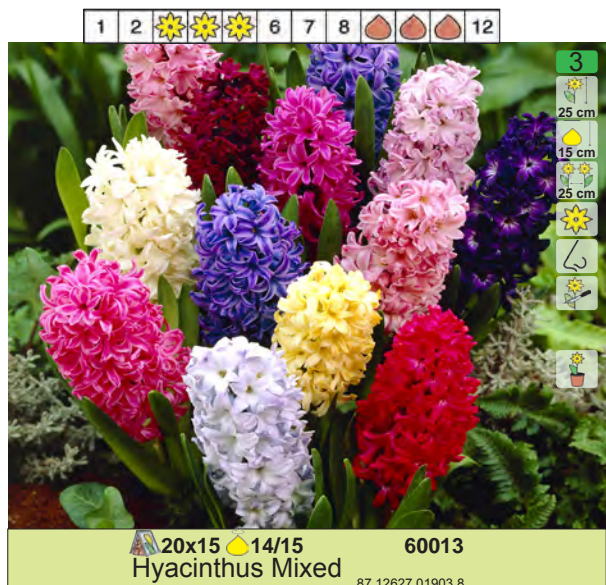 1 2 6 7 8 12
3
25 cm
15 cm
25 cm
20x15 14/15 60013
Hyacinthus Mixed
87 12627 01903 8